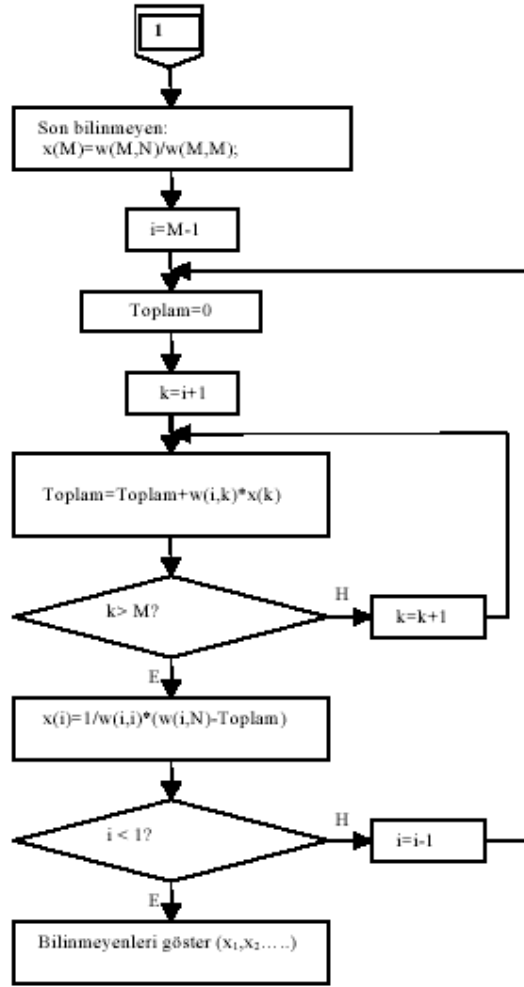 1
Son bilinmeyen:
x(M)=w(M,N)/w(M,M);
i=M-1
Toplam=0
k=i+1
Toplam=Toplam+w(i,k)*x(k)
k> M?
H
k=k+1
E
x(i)=1/w(i,i)*(w(i,N)-Toplam)
i < 1?
H
i=i-1
E
Bilinmeyenleri göster (x₁,x₂.....)